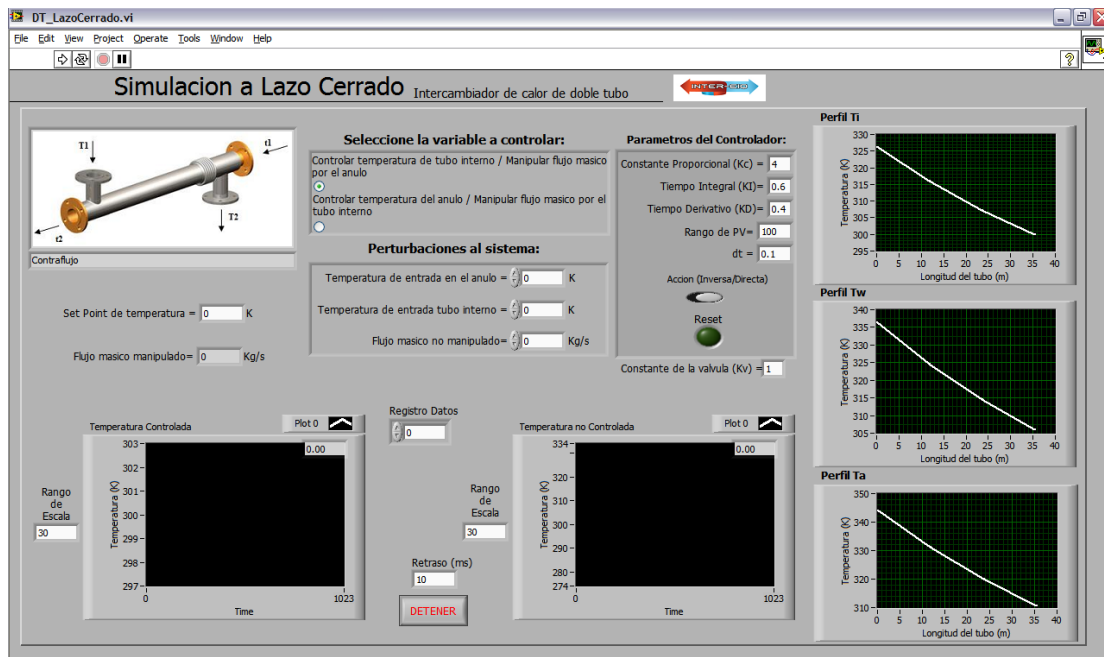 DT_LazoCerrado.vi
File Edit View Project Operate Tools Window Help
Simulacion a Lazo Cerrado Intercambiador de calor de doble tubo
INTER-CID
T1
t1
T2
t2
Contraflujo
Set Point de temperatura = 0 K
Flujo masico manipulado= 0 Kg/s
Seleccione la variable a controlar:
Controlar temperatura de tubo interno / Manipular flujo masico
por el anulo
Controlar temperatura del anulo / Manipular flujo masico por el
tubo interno
Perturbaciones al sistema:
Temperatura de entrada en el anulo = 0 K
Temperatura de entrada tubo interno = 0 K
Flujo masico no manipulado= 0 Kg/s
Parametros del Controlador:
Constante Proporcional (Kc) = 4
Tiempo Integral (KI)= 0.6
Tiempo Derivativo (KD)= 0.4
Rango de PV= 100
dt = 0.1
Accion (Inversa/Directa)
Reset
Constante de la valvula (Kv) = 1
Perfil Ti
Temperatura (K)
330
325
320
315
310
305
300
295
0 5 10 15 20 25 30 35 40
Longitud del tubo (m)
Perfil Tw
Temperatura (K)
340
335
330
325
320
315
310
305
0 5 10 15 20 25 30 35 40
Longitud del tubo (m)
Perfil Ta
Temperatura (K)
350
340
330
320
310
0 5 10 15 20 25 30 35 40
Longitud del tubo (m)
Temperatura Controlada
Plot 0
0.00
Rango
de
Escala
30
Temperatura (K)
303
302
301
300
299
298
297
0 1023
Time
Registro Datos
0
Rango
de
Escala
30
Retraso (ms)
10
DETENER
Temperatura no Controlada
Plot 0
0.00
Temperatura (K)
334
320
310
300
290
280
274
0 1023
Time